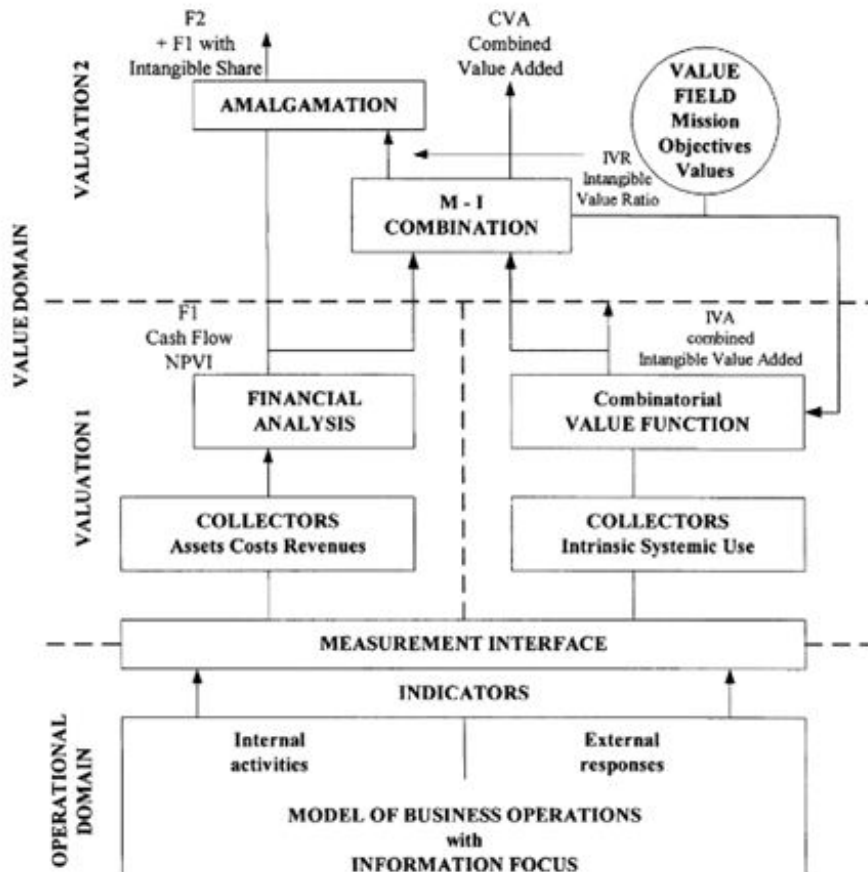 F2
+ F1 with
Intangible Share
CVA
Combined
Value Added
VALUE
FIELD
Mission
Objectives
Values
AMALGAMATION
IVR
Intangible
Value Ratio
M - I
COMBINATION
VALUATION 2
VALUE DOMAIN
F1
Cash Flow
NPVI
IVA
combined
Intangible Value Added
FINANCIAL
ANALYSIS
Combinatorial
VALUE FUNCTION
VALUATION 1
COLLECTORS
Assets Costs Revenues
COLLECTORS
Intrinsic Systemic Use
MEASUREMENT INTERFACE
INDICATORS
Internal
activities
External
responses
OPERATIONAL
DOMAIN
MODEL OF BUSINESS OPERATIONS
with
INFORMATION FOCUS